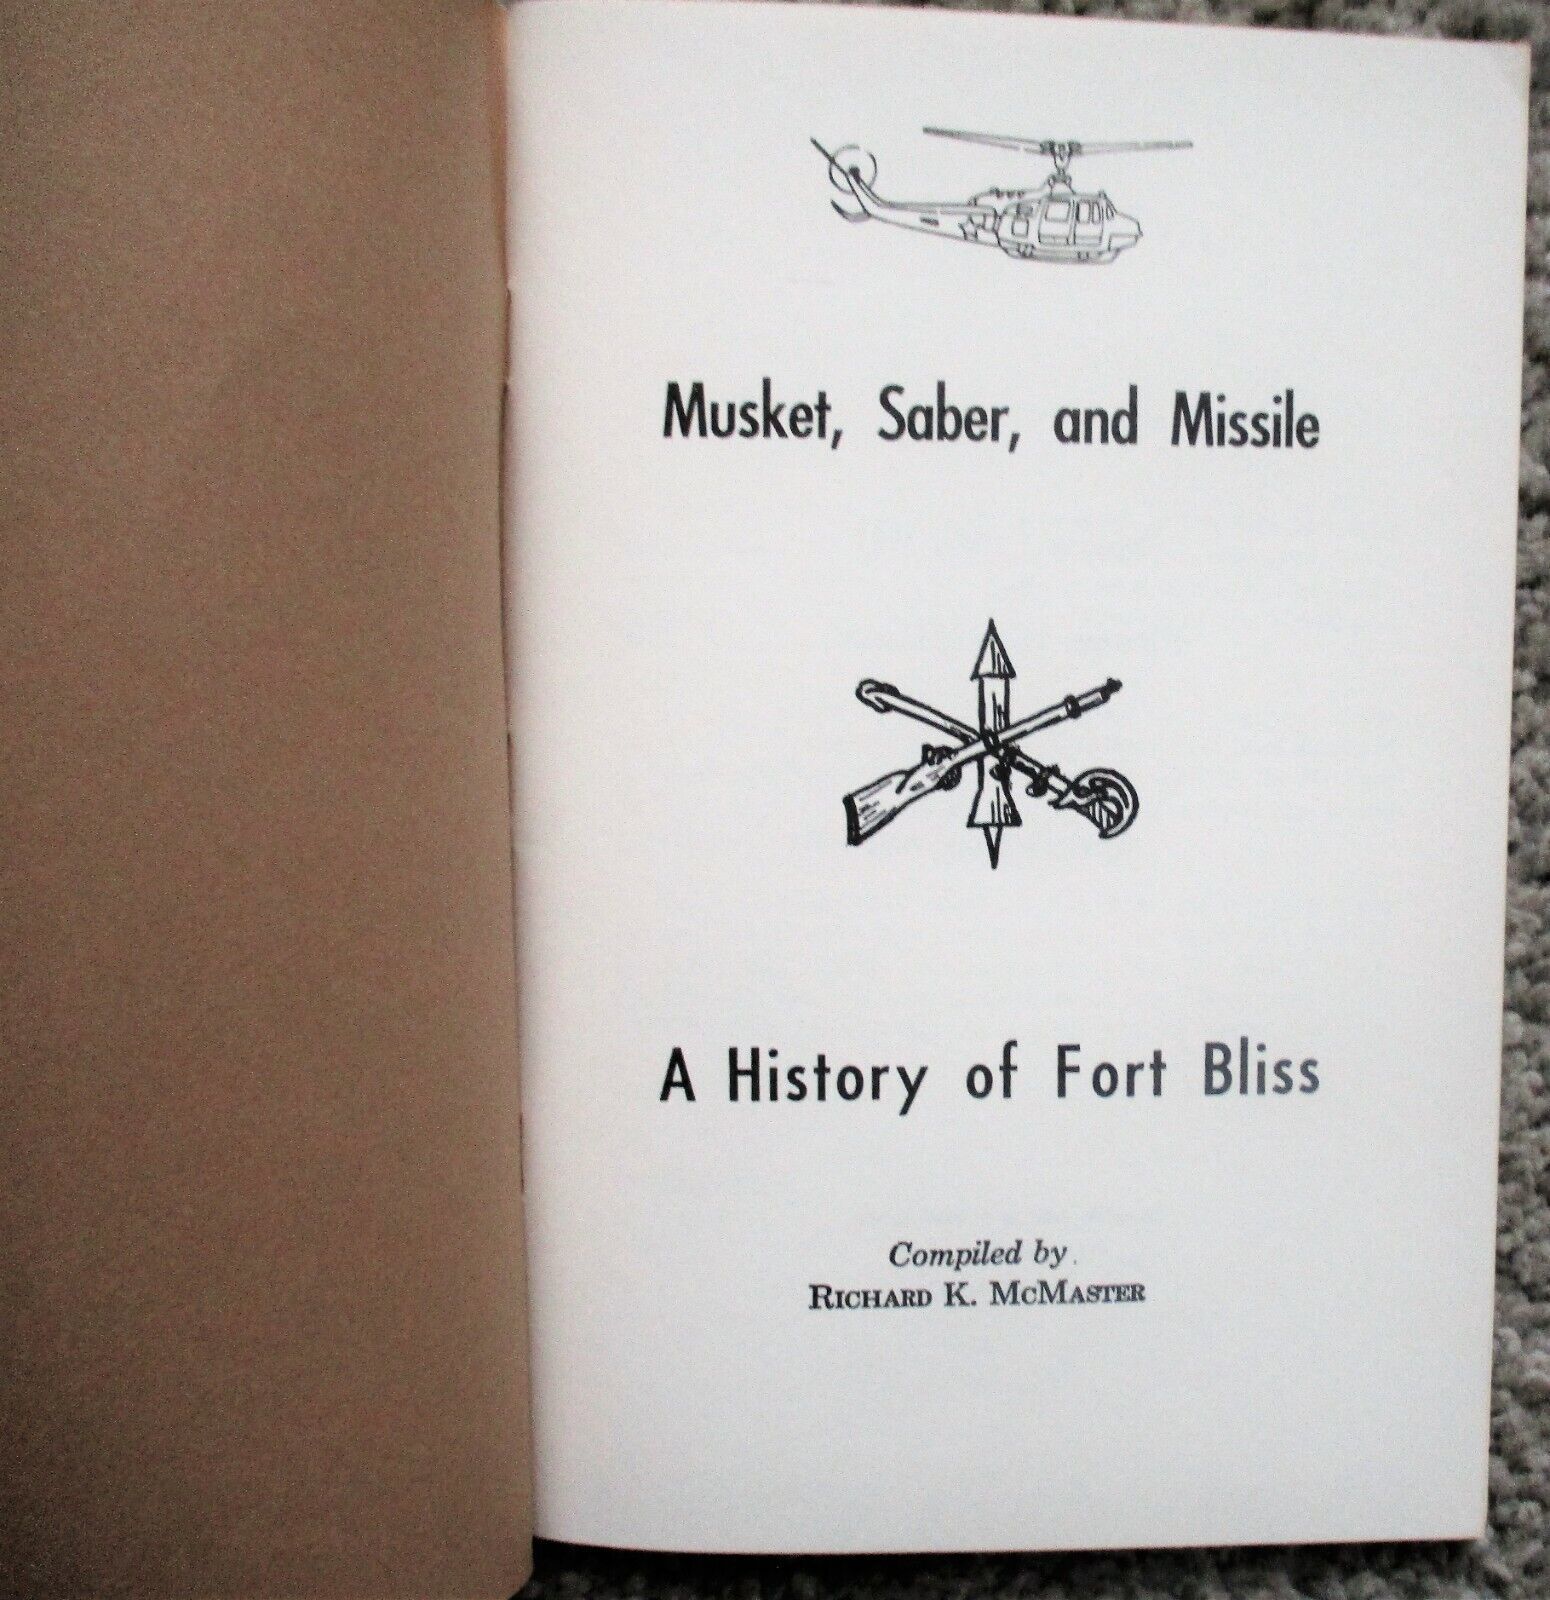 Musket, Saber, and Missile
A History of Fort Bliss
Compiled by
RICHARD K. MCMASTER